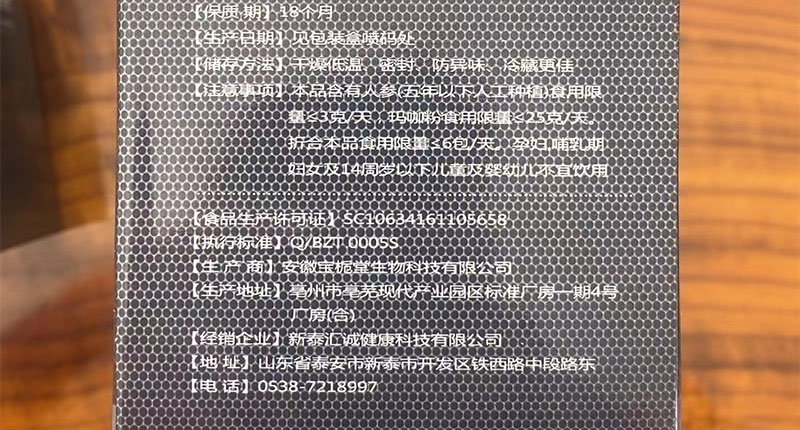 【保质期】18个月
【生产日期】见包装盒喷码处
【储存方法】干燥低温、密封、防异味、冷藏更佳
【注意事项】本品含有人参(五年以下人工种植)食用限
量≤3克/天，玛咖粉食用限量≤25克/天。
折合本品食用限量≤6包/天。孕妇,哺乳期
妇女及14周岁以下儿童及婴幼儿不宜饮用
【食品生产许可证】SC10634161105658
【执行标准】Q/BZT 0005S
【生产商】安徽宝栀堂生物科技有限公司
【生产地址】亳州市亳芜现代产业园区标准厂房一期4号
厂房(合)
【经销企业】新泰汇诚健康科技有限公司
【地址】山东省泰安市新泰市开发区铁西路中段路东
【电话】0538-7218997